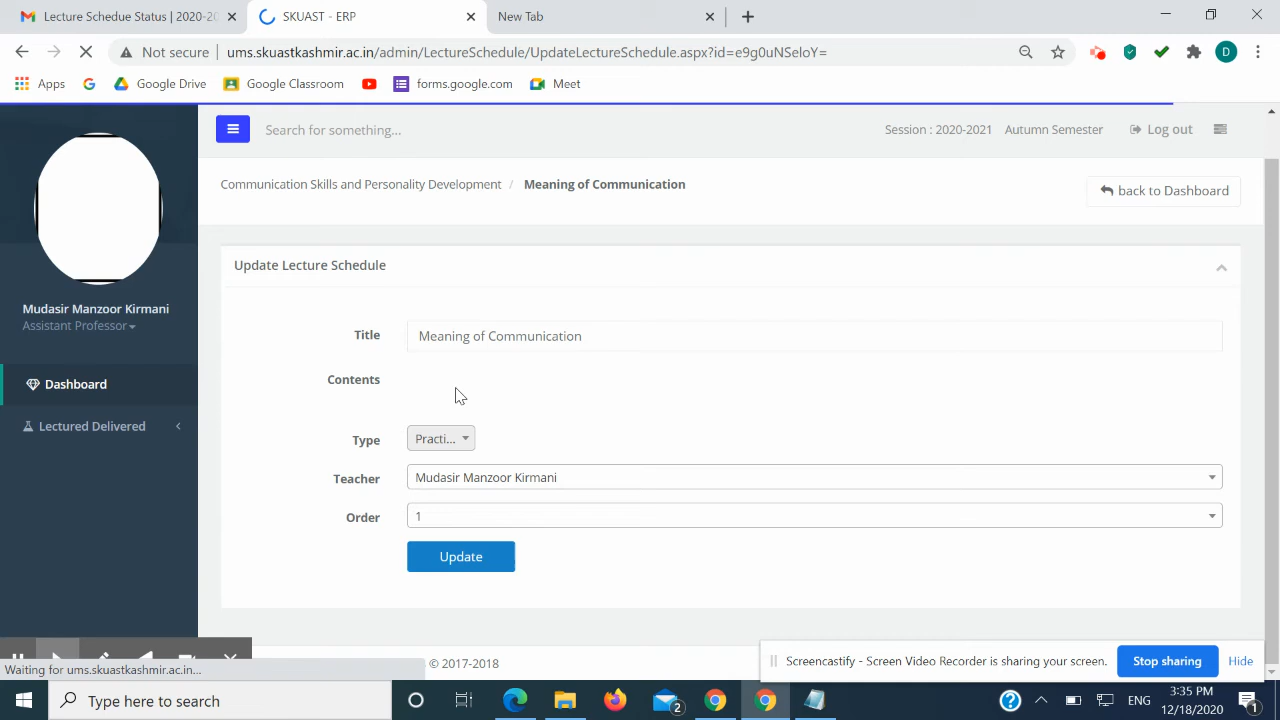 Lecture Schedue Status | 2020-20
SKUAST - ERP
New Tab
Not secure
ums.skuastkashmir.ac.in/admin/LectureSchedule/UpdateLectureSchedule.aspx?id=e9g0uNSeloY=
D
Apps
Google Drive
Google Classroom
forms.google.com
Meet
Search for something...
Session : 2020-2021
Autumn Semester
Log out
Communication Skills and Personality Development / Meaning of Communication
back to Dashboard
Update Lecture Schedule
Title
Meaning of Communication
Contents
Type
Practi...
Teacher
Mudasir Manzoor Kirmani
Order
1
Update
Mudasir Manzoor Kirmani
Assistant Professor
Dashboard
Lectured Delivered
© 2017-2018
Waiting for ums.skuastkashmir.ac.in...
Screencastify - Screen Video Recorder is sharing your screen.
Stop sharing
Hide
Type here to search
2
ENG
3:35 PM
12/18/2020
1